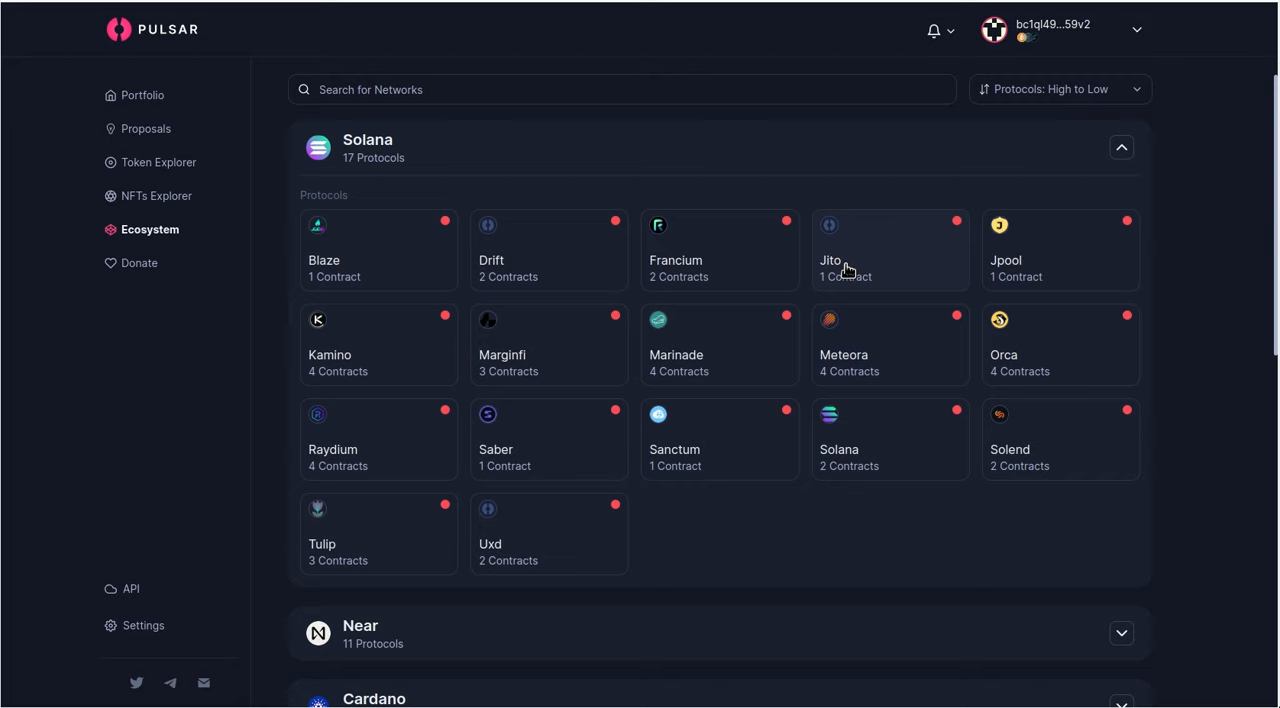 PULSAR
bc1ql49...59v2
Portfolio
Proposals
Token Explorer
NFTs Explorer
Ecosystem
Donate
API
Settings
Search for Networks
Protocols: High to Low
Solana
17 Protocols
Protocols
Blaze
1 Contract
Drift
2 Contracts
Francium
2 Contracts
Jito
1 Contract
Jpool
1 Contract
Kamino
4 Contracts
Marginfi
3 Contracts
Marinade
4 Contracts
Meteora
4 Contracts
Orca
4 Contracts
Raydium
4 Contracts
Saber
1 Contract
Sanctum
1 Contract
Solana
2 Contracts
Solend
2 Contracts
Tulip
3 Contracts
Uxd
2 Contracts
Near
11 Protocols
Cardano